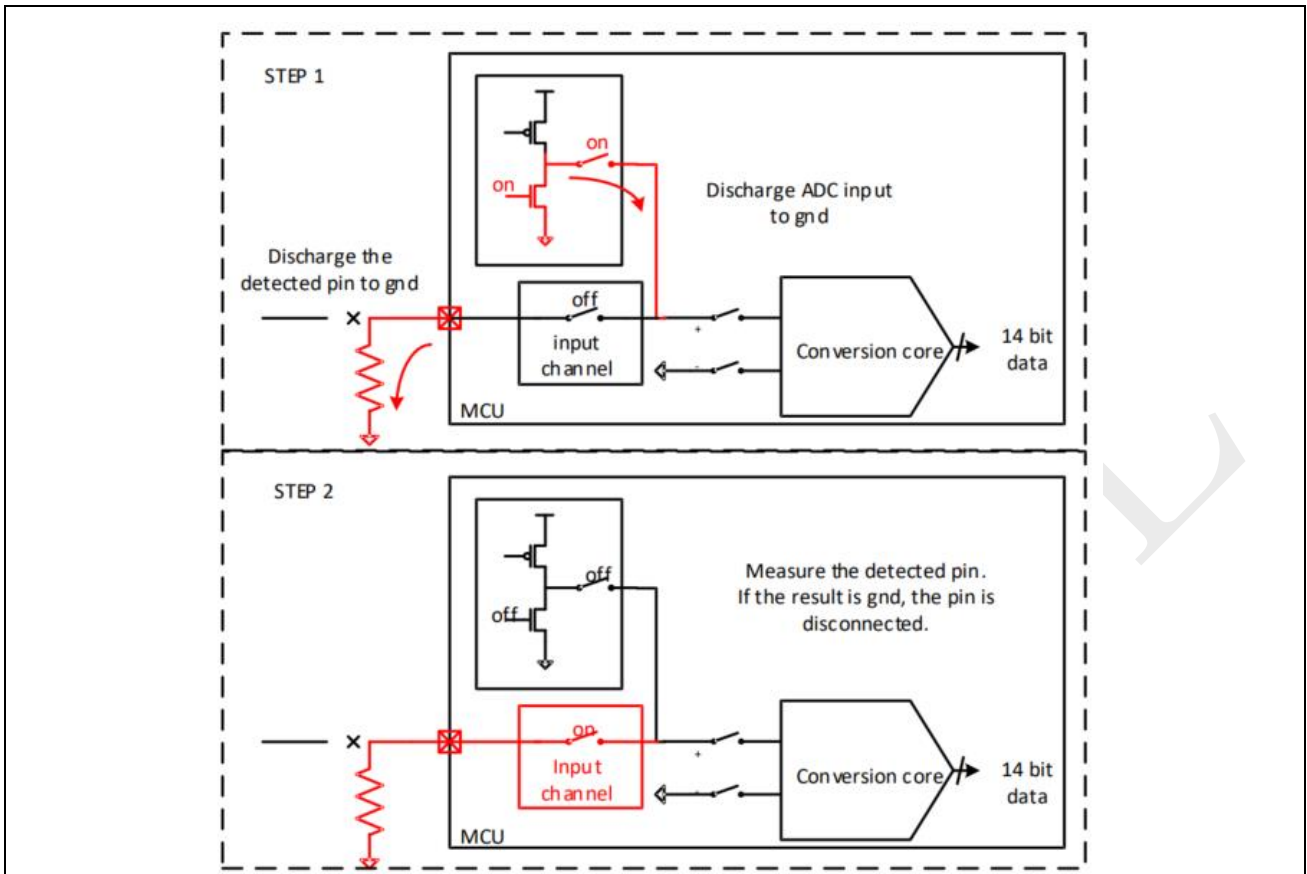 STEP 1
on
on
Discharge ADC input
to gnd
Discharge the
detected pin to gnd
off
input
channel
+
-
Conversion core
14 bit
data
MCU
STEP 2
off
off
Measure the detected pin.
If the result is gnd, the pin is
disconnected.
on
Input
channel
+
-
Conversion core
14 bit
data
MCU
L